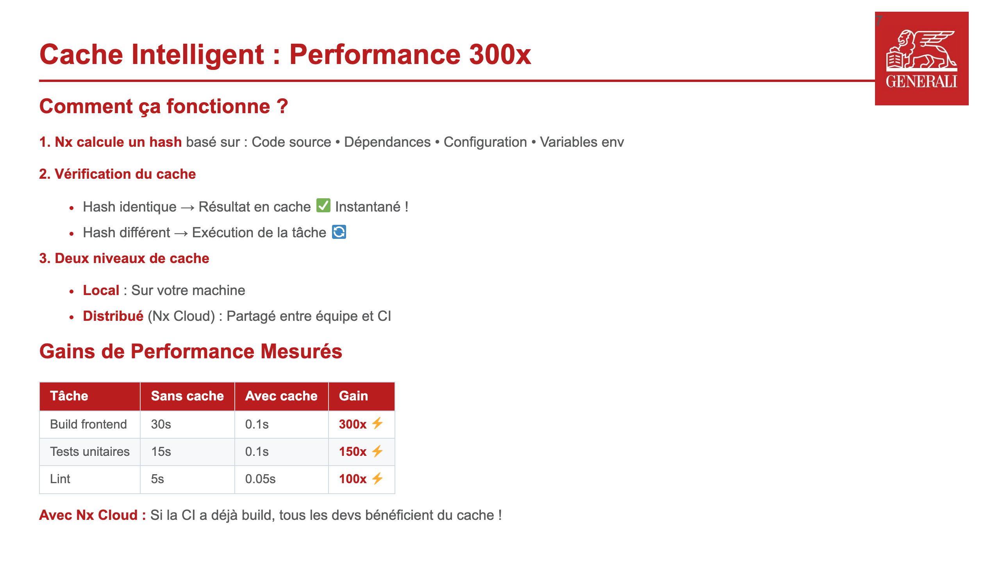 7
GENERALI
Cache Intelligent : Performance 300x
Comment ça fonctionne ?
1. Nx calcule un hash basé sur : Code source • Dépendances • Configuration • Variables env
2. Vérification du cache
• Hash identique → Résultat en cache ✅ Instantané !
• Hash différent → Exécution de la tâche 🔄
3. Deux niveaux de cache
• Local : Sur votre machine
• Distribué (Nx Cloud) : Partagé entre équipe et CI
Gains de Performance Mesurés
Tâche Sans cache Avec cache Gain
Build frontend 30s 0.1s 300x ⚡
Tests unitaires 15s 0.1s 150x ⚡
Lint 5s 0.05s 100x ⚡
Avec Nx Cloud : Si la CI a déjà build, tous les devs bénéficient du cache !